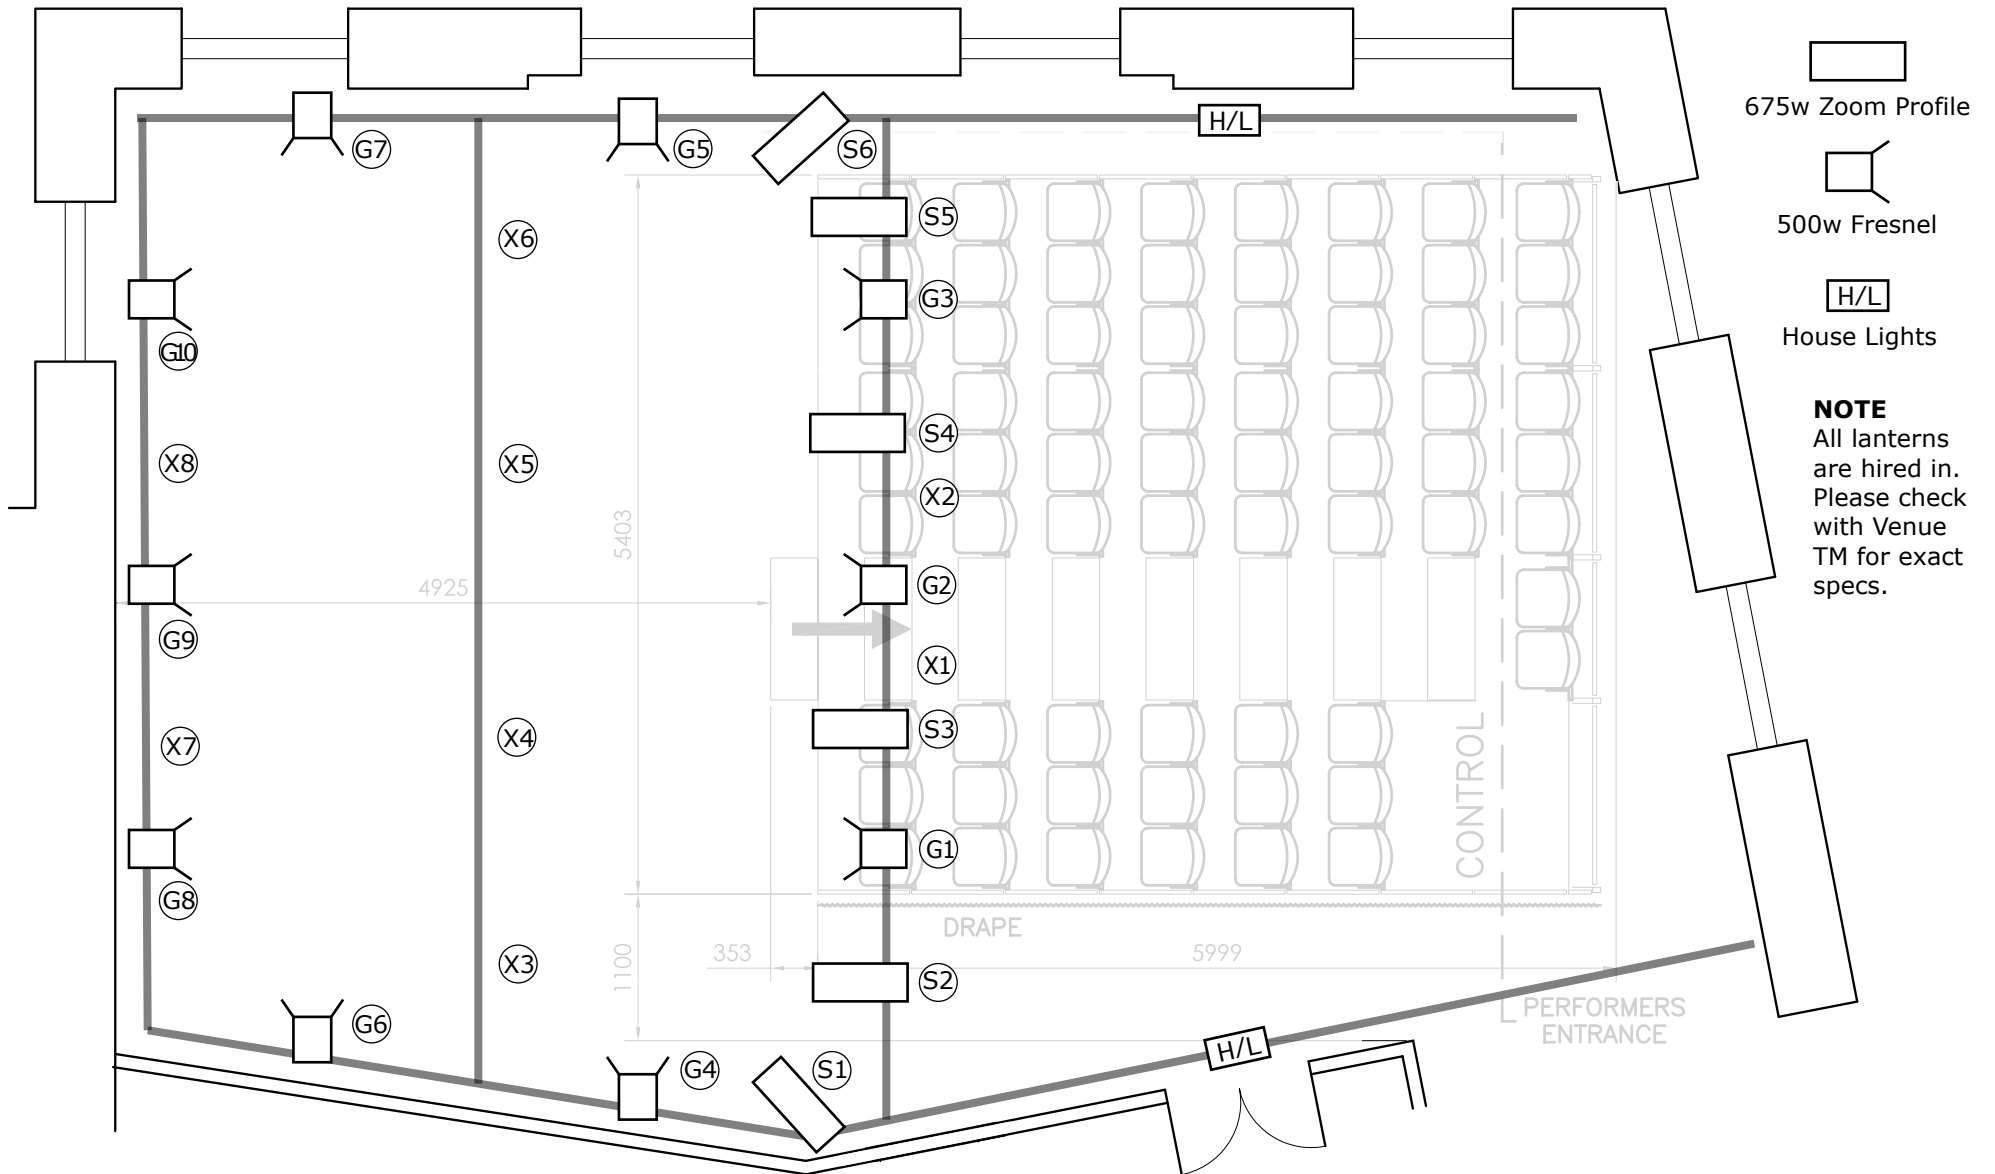 675w Zoom Profile
500w Fresnel
H/L
House Lights
NOTE
All lanterns
are hired in.
Please check
with Venue
TM for exact
specs.
G7
G5
S6
H/L
X6
S5
G3
G10
X8
X5
S4
X2
5403
4925
G2
G9
X1
X7
X4
S3
CONTROL
G8
G1
DRAPE
X3
1100
353
5999
S2
PERFORMERS
ENTRANCE
G6
G4
S1
H/L